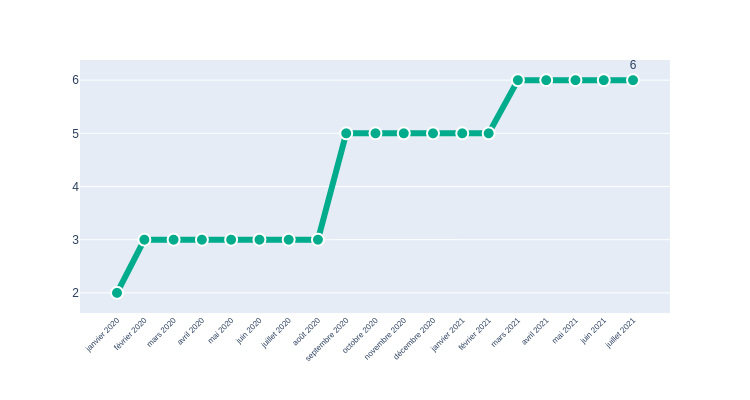 6
6
5
4
3
2
janvier 2020
février 2020
mars 2020
avril 2020
mai 2020
juin 2020
juillet 2020
août 2020
septembre 2020
octobre 2020
novembre 2020
décembre 2020
janvier 2021
février 2021
mars 2021
avril 2021
mai 2021
juin 2021
juillet 2021